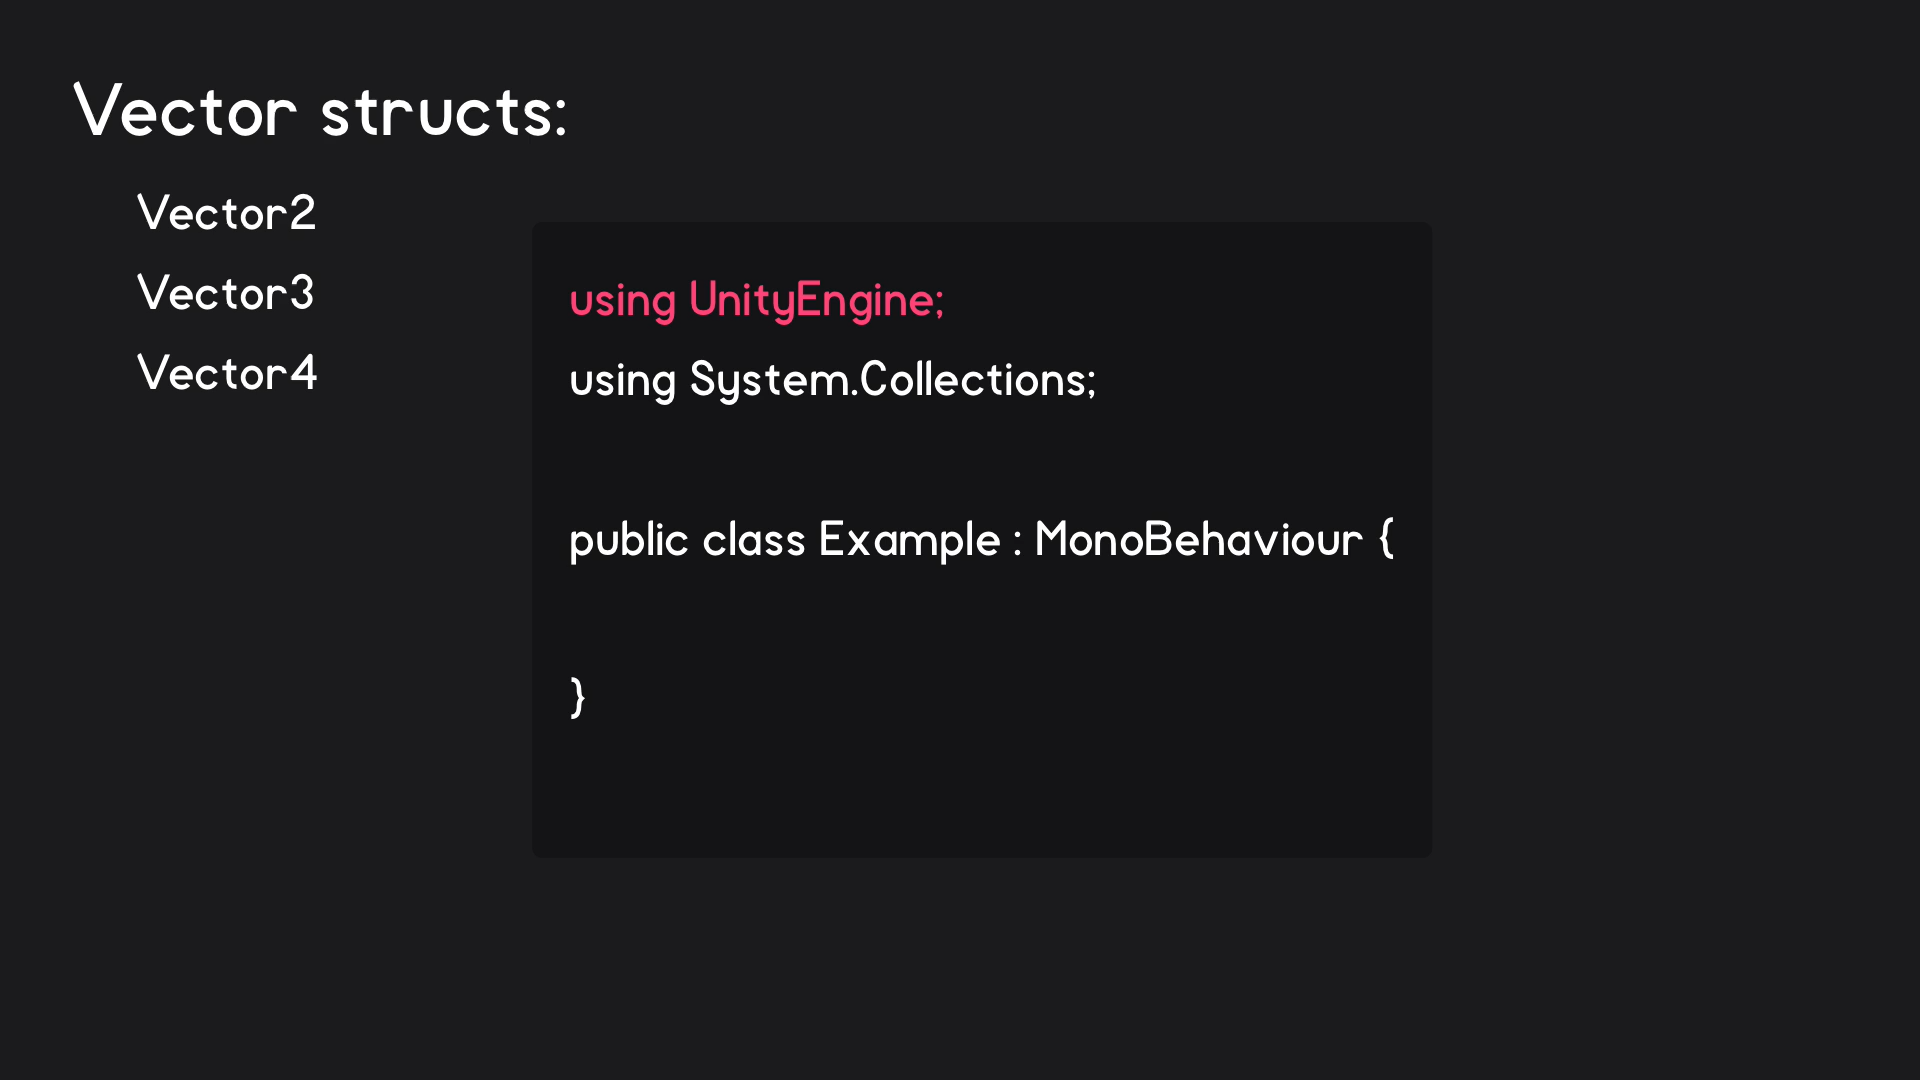 Vector structs:
Vector2
Vector3
Vector4
using UnityEngine;
using System.Collections;
public class Example : MonoBehaviour {
}